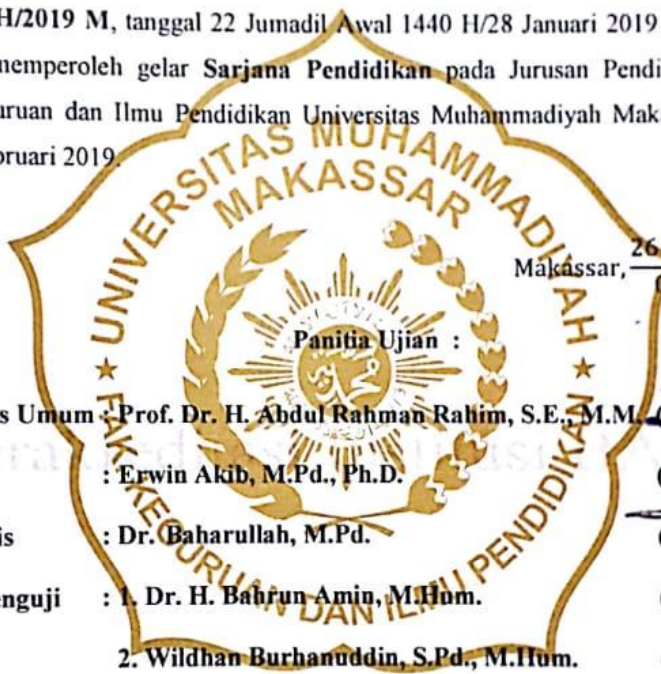 H/2019 M, tanggal 22 Jumadil Awal 1440 H/28 Januari 2019
memperoleh gelar Sarjana Pendidikan pada Jurusan Pendi
uruan dan Ilmu Pendidikan Universitas Muhammadiyah Mak
bruari 2019.
UNIVERSITAS MUHAMMADIYAH
MAKASSAR
Makassar, 26
Panitia Ujian :
s Umum : Prof. Dr. H. Abdul Rahman Rahim, S.E., M.M. (
: Erwin Akib, M.Pd., Ph.D. (
is : Dr. Baharullah, M.Pd. (
enguji : 1. Dr. H. Bahrun Amin, M.Hum. (
2. Wildhan Burhanuddin, S.Pd., M.Hum.
FAK. KEGURUAN DAN ILMU PENDIDIKAN